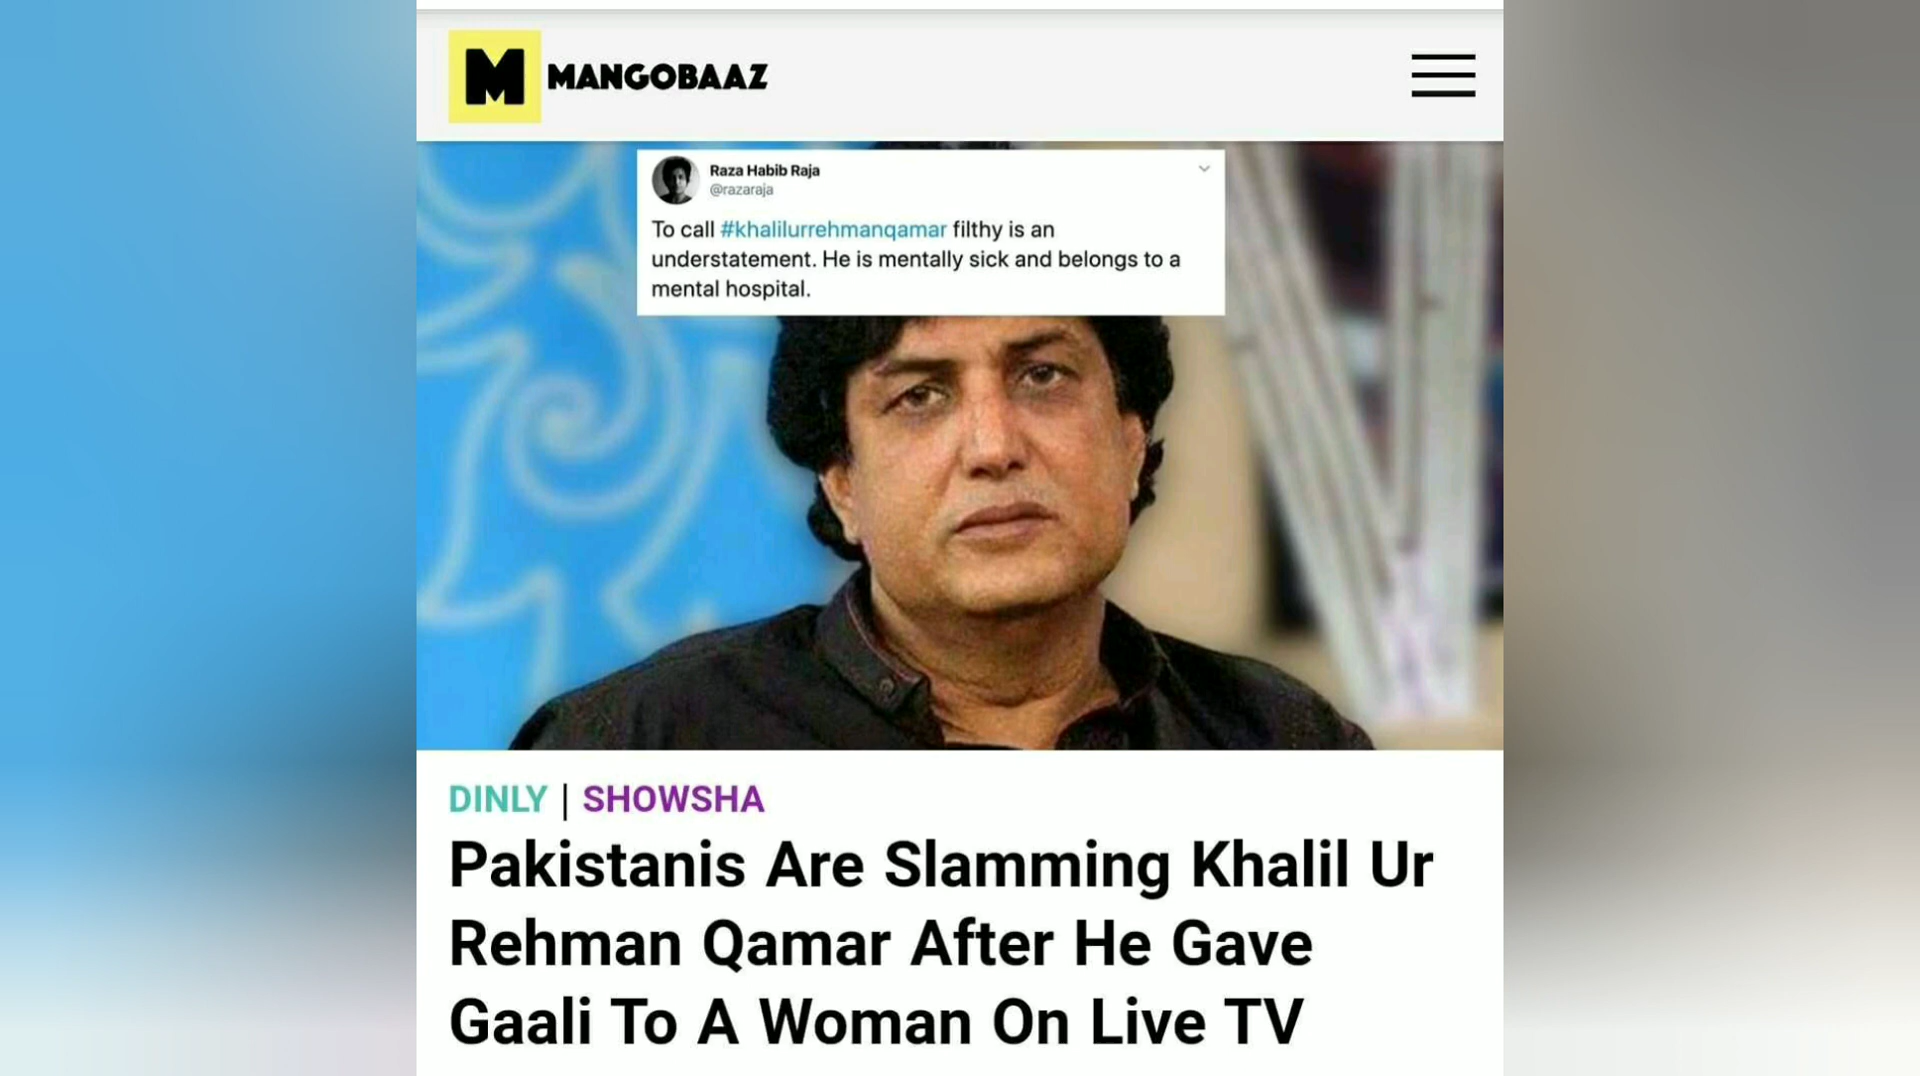 M MANGOBAAZ
Raza Habib Raja
@razaraja
To call #khalilurrehmanqamar filthy is an
understatement. He is mentally sick and belongs to a
mental hospital.
DINLY | SHOWSHA
Pakistanis Are Slamming Khalil Ur
Rehman Qamar After He Gave
Gaali To A Woman On Live TV